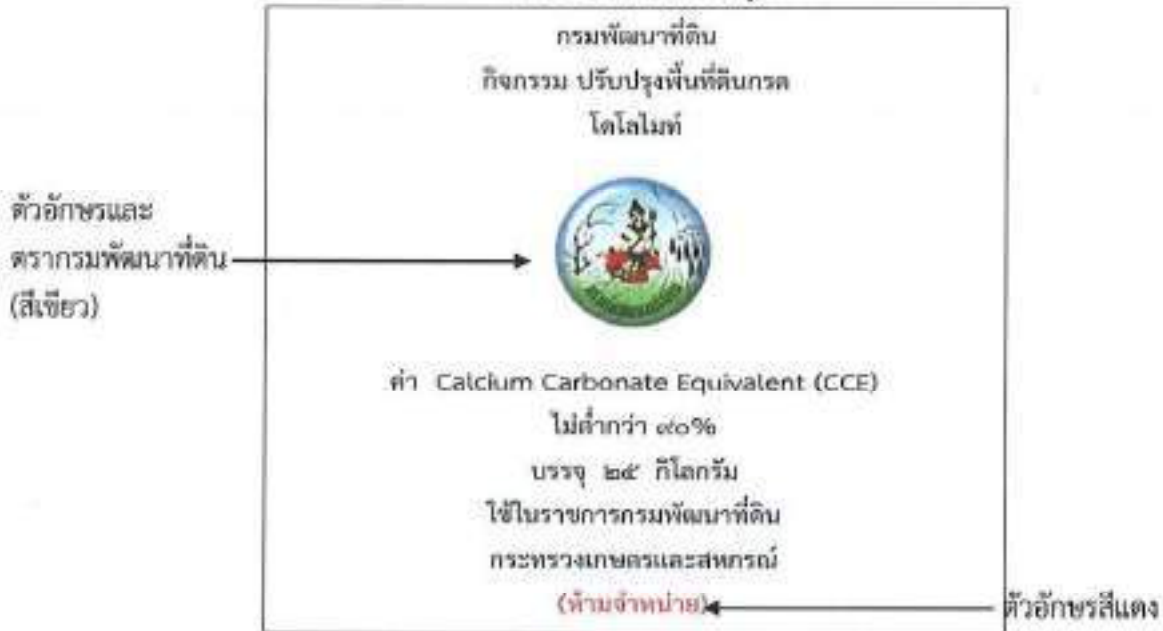 กรมพัฒนาที่ดิน
กิจกรรม ปรับปรุงพื้นที่ดินกรด
โดโลไมท์
ตัวอักษรและ
ตรากรมพัฒนาที่ดิน
(สีเขียว)
ค่า Calcium Carbonate Equivalent (CCE)
ไม่ต่ำกว่า ๙๐%
บรรจุ ๒๕ กิโลกรัม
ใช้ในราชการกรมพัฒนาที่ดิน
กระทรวงเกษตรและสหกรณ์
(ห้ามจำหน่าย)
ตัวอักษรสีแดง